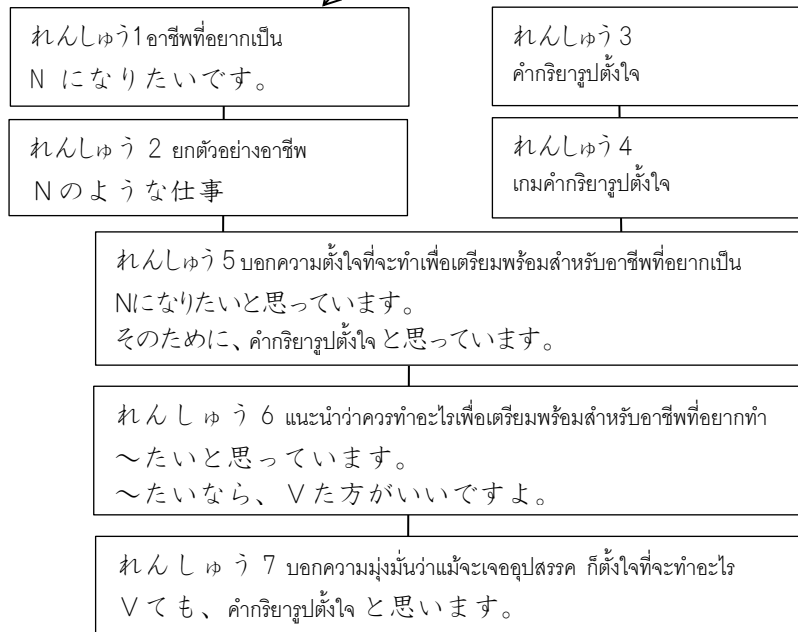 れんしゅう1 อาชีพที่อยากเป็น
N になりたいです。
れんしゅう 2 ยกตัวอย่างอาชีพ
Nのような仕事
れんしゅう3
คำกริยารูปตั้งใจ
れんしゅう4
เกมคำกริยารูปตั้งใจ
れんしゅう5 บอกความตั้งใจที่จะทำเพื่อเตรียมพร้อมสำหรับอาชีพที่อยากเป็น
Nになりたいと思っています。
そのために、คำกริยารูปตั้งใจ と思っています。
れんしゅう6 แนะนำว่าควรทำอะไรเพื่อเตรียมพร้อมสำหรับอาชีพที่อยากทำ
～たいと思っています。
～たいなら、Vた方がいいですよ。
れんしゅう7 บอกความมุ่งมั่นว่าแม้จะเจออุปสรรค ก็ตั้งใจที่จะทำอะไร
Vても、คำกริยารูปตั้งใจ と思います。